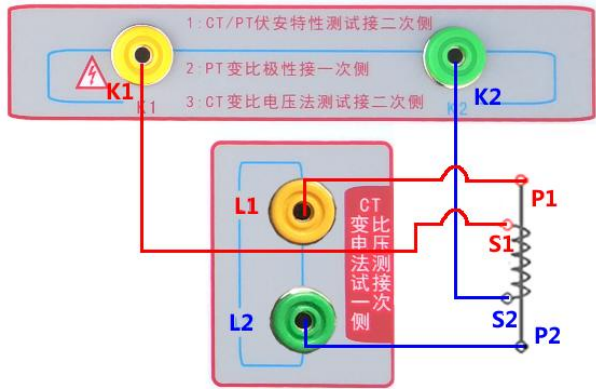 1:CT/PT伏安特性测试接二次侧
2:PT变比极性接一次侧
3:CT变比电压法测试接二次侧
K1
K1
K2
K2
L1
L2
CT
变比
电压
法测
试接
一次
侧
P1
S1
S2
P2